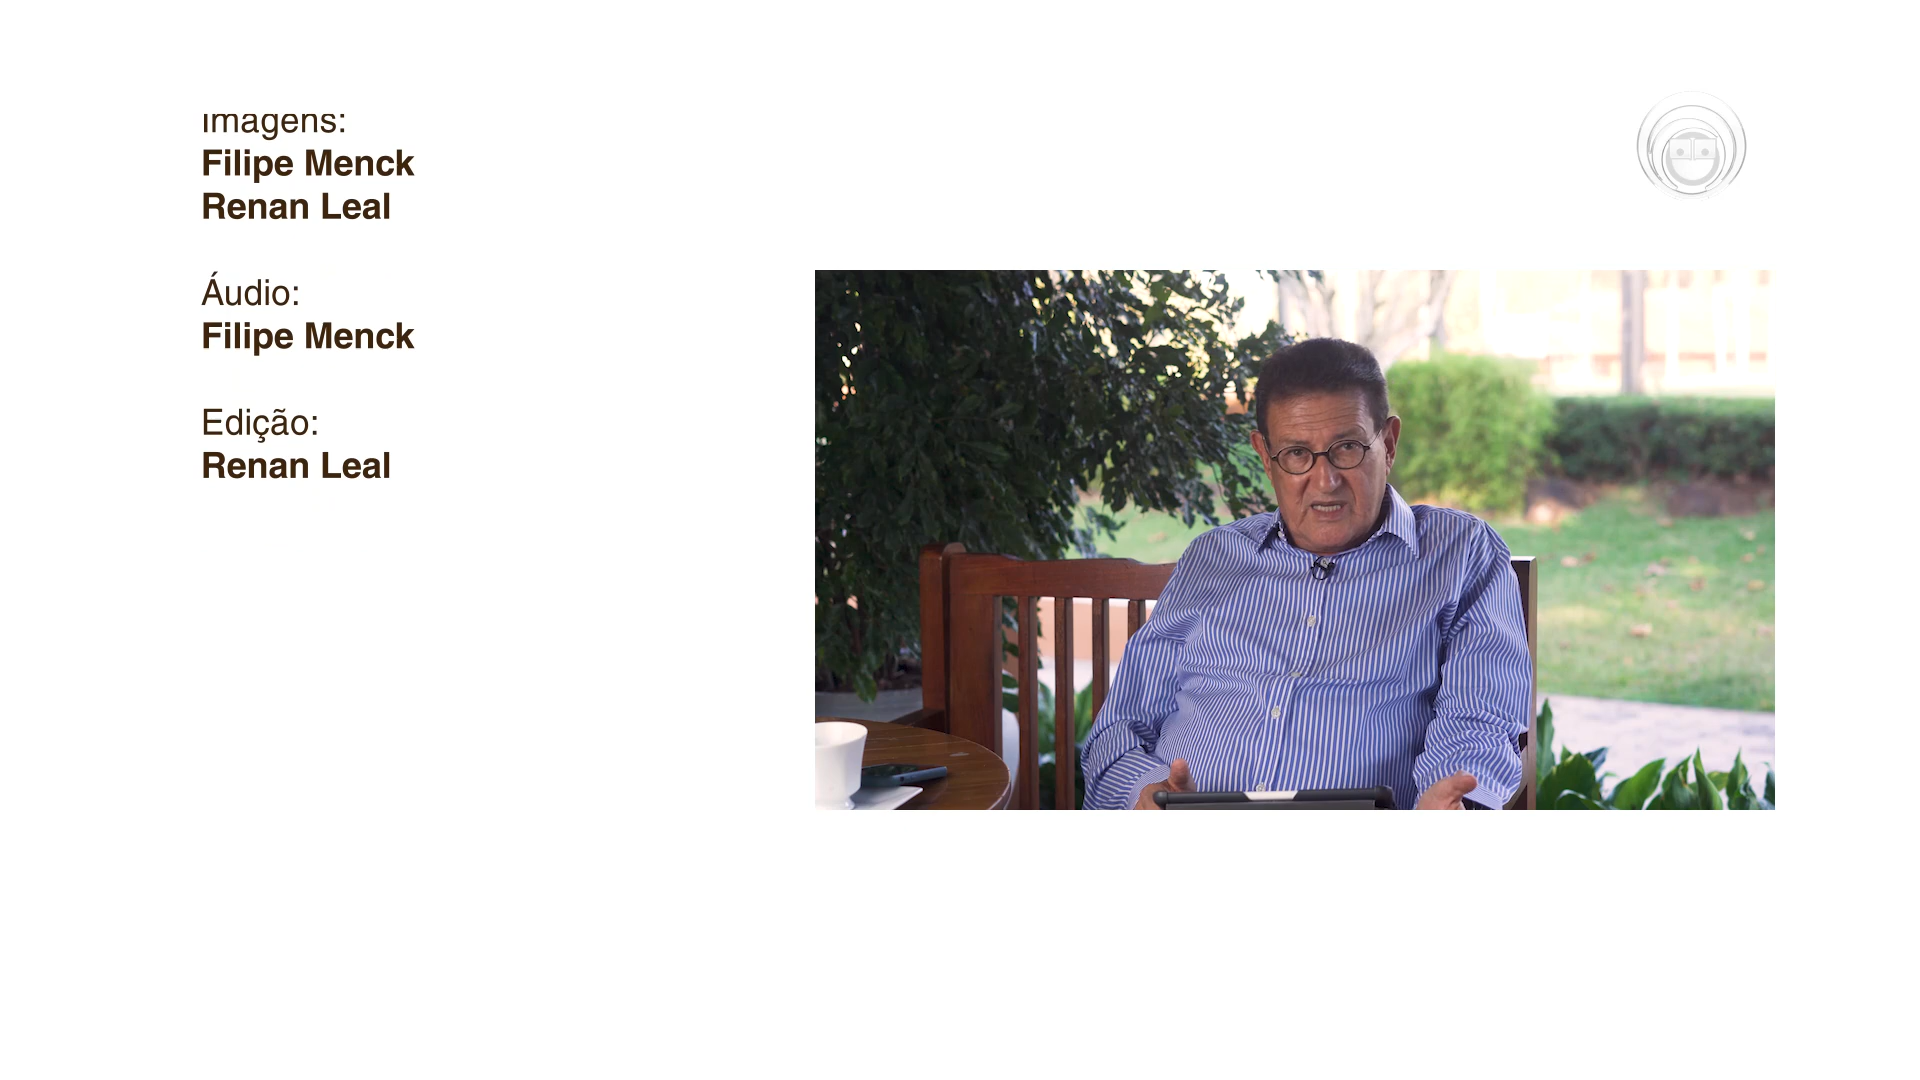 Imagens:
Filipe Menck
Renan Leal
Áudio:
Filipe Menck
Edição:
Renan Leal